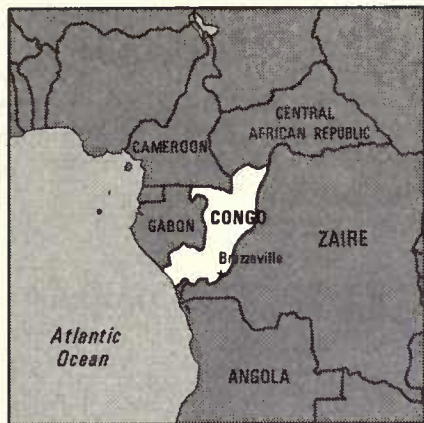 CENTRAL
AFRICAN REPUBLIC
CAMEROON
CONGO
GABON
ZAIRE
Brazzaville
Atlantic
Ocean
ANGOLA